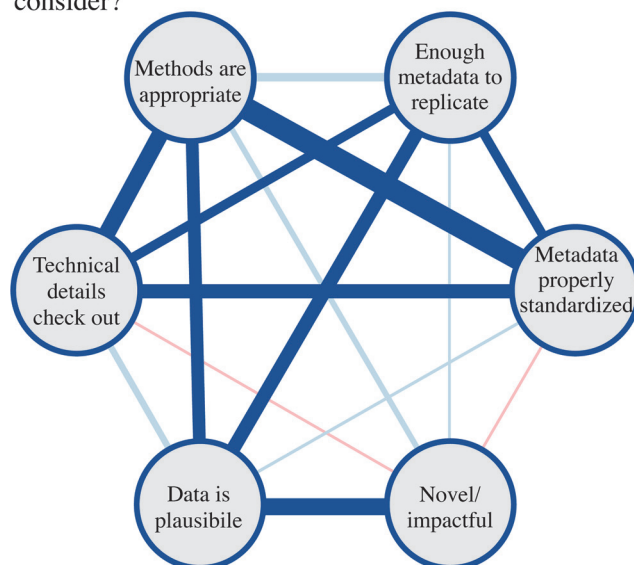 consider?
Methods are
appropriate
Enough
metadata to
replicate
Technical
details
check out
Metadata
properly
standardized
Data is
plausibile
Novel/
impactful